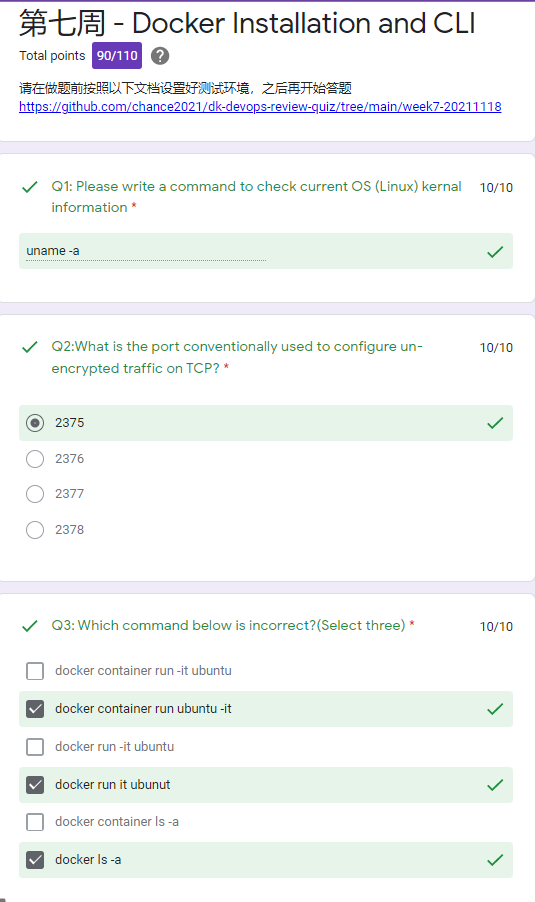 第七周 - Docker Installation and CLI
Total points 90/110 ?
请在做题前按照以下文档设置好测试环境，之后再开始答题
https://github.com/chance2021/dk-devops-review-quiz/tree/main/week7-20211118
Q1: Please write a command to check current OS (Linux) kernal 10/10
information *
uname -a
Q2:What is the port conventionally used to configure un- 10/10
encrypted traffic on TCP? *
2375
2376
2377
2378
Q3: Which command below is incorrect?(Select three) * 10/10
docker container run -it ubuntu
docker container run ubuntu -it
docker run -it ubuntu
docker run it ubunut
docker container ls -a
docker ls -a